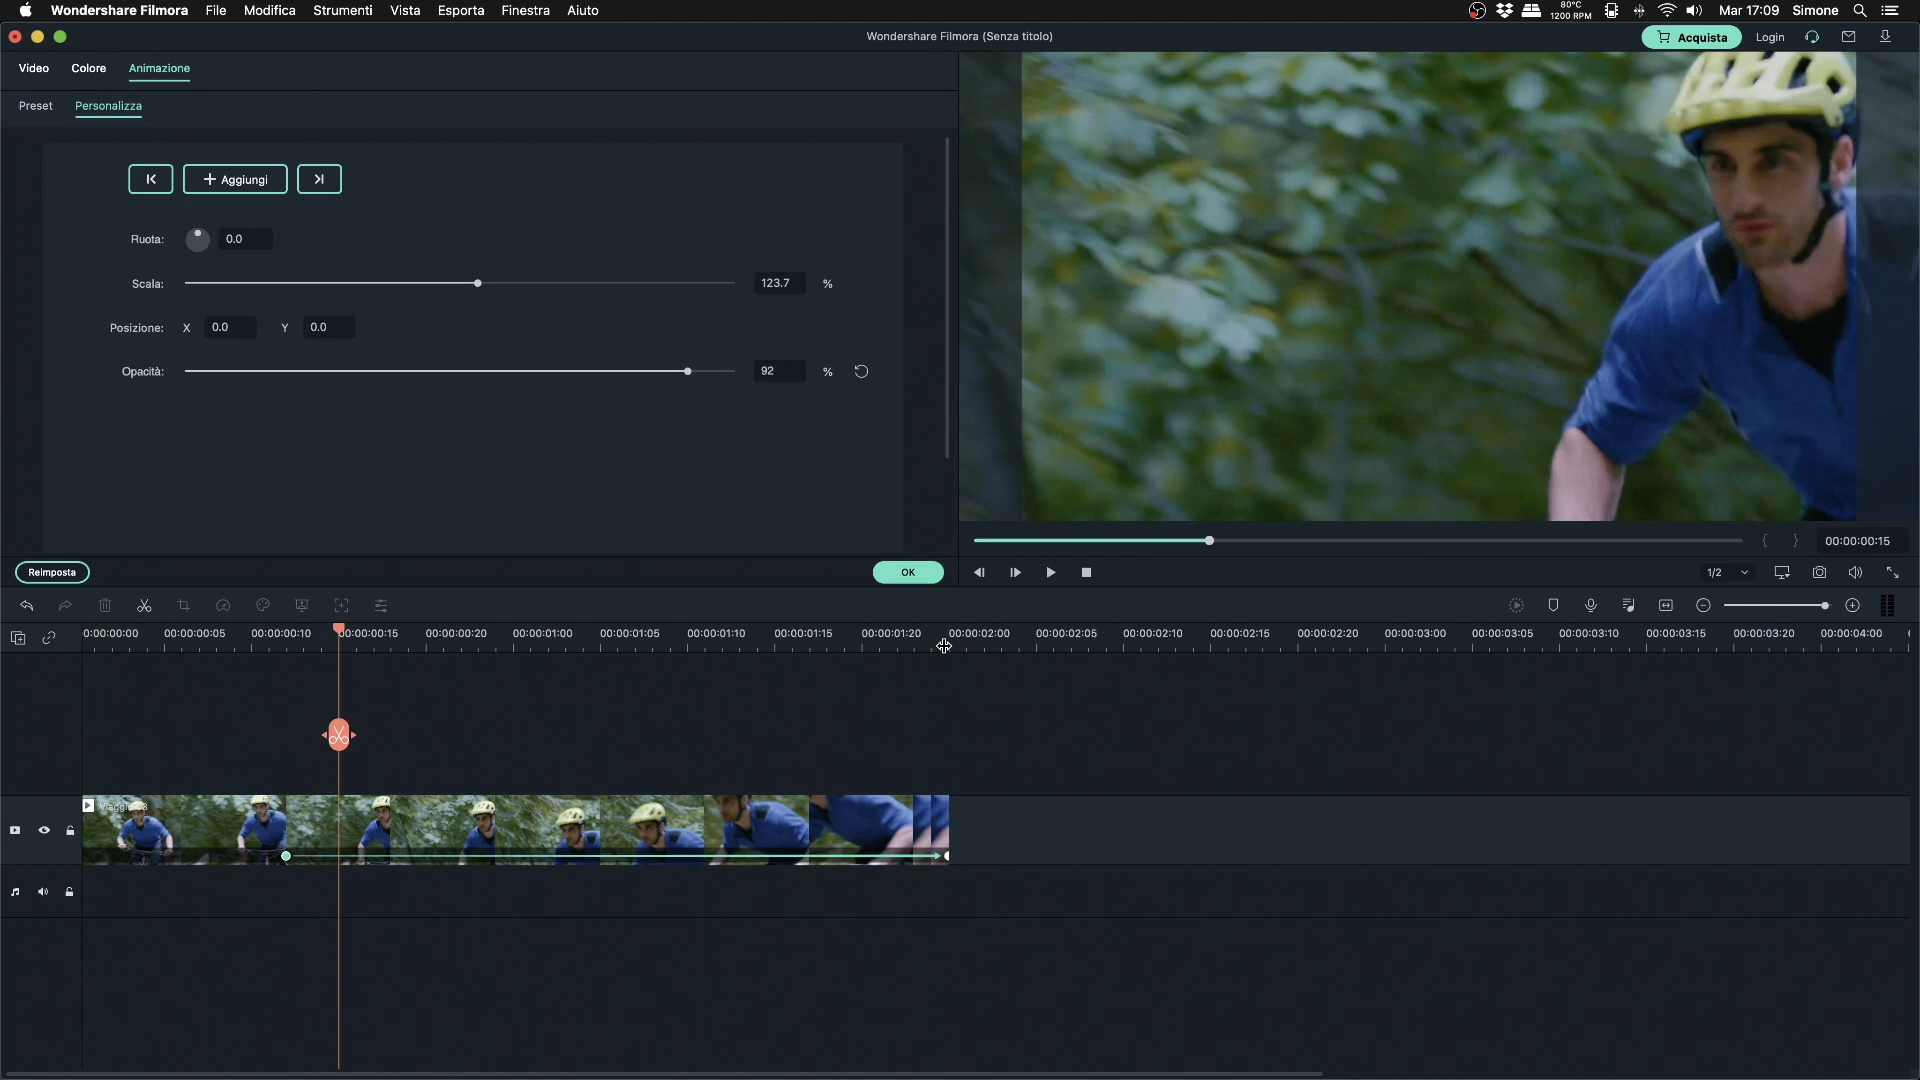 Wondershare Filmora File Modifica Strumenti Vista Esporta Finestra Aiuto 80°C 1200 RPM Mar 17:09 Simone
Wondershare Filmora (Senza titolo) Acquista Login
Video Colore Animazione
Preset Personalizza
Aggiungi
Ruota: 0.0
Scala: 123.7 %
Posizione: X 0.0 Y 0.0
Opacità: 92 %
{ } 00:00:00:15
Reimposta OK 1/2
0:00:00:00 00:00:00:05 00:00:00:10 00:00:00:15 00:00:00:20 00:00:01:00 00:00:01:05 00:00:01:10 00:00:01:15 00:00:01:20 00:00:02:00 00:00:02:05 00:00:02:10 00:00:02:15 00:00:02:20 00:00:03:00 00:00:03:05 00:00:03:10 00:00:03:15 00:00:03:20 00:00:04:00